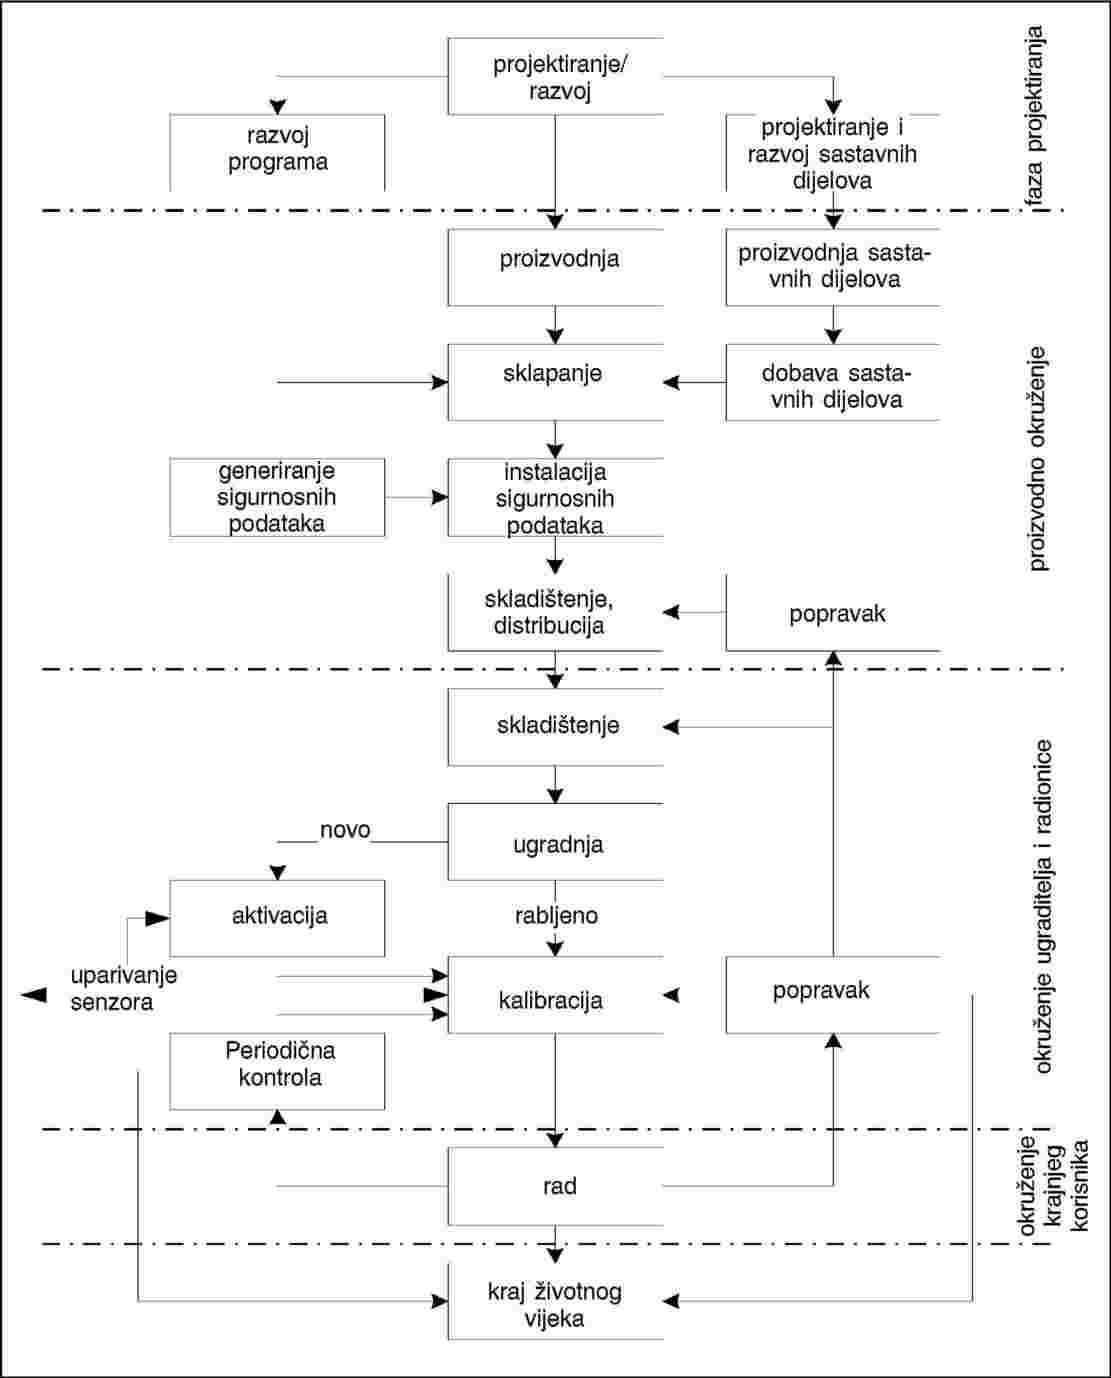 projektiranje/
razvoj
razvoj
programa
projektiranje i
razvoj sastavnih
dijelova
faza projektiranja
proizvodnja
proizvodnja sasta-
vnih dijelova
sklapanje
dobava sasta-
vnih dijelova
generiranje
sigurnosnih
podataka
instalacija
sigurnosnih
podataka
skladištenje,
distribucija
popravak
proizvodno okruženje
skladištenje
ugradnja
novo
aktivacija
rabljeno
uparivanje
senzora
kalibracija
popravak
Periodična
kontrola
okruženje ugraditelja i radionice
rad
okruženje
krajnjeg
korisnika
kraj životnog
vijeka